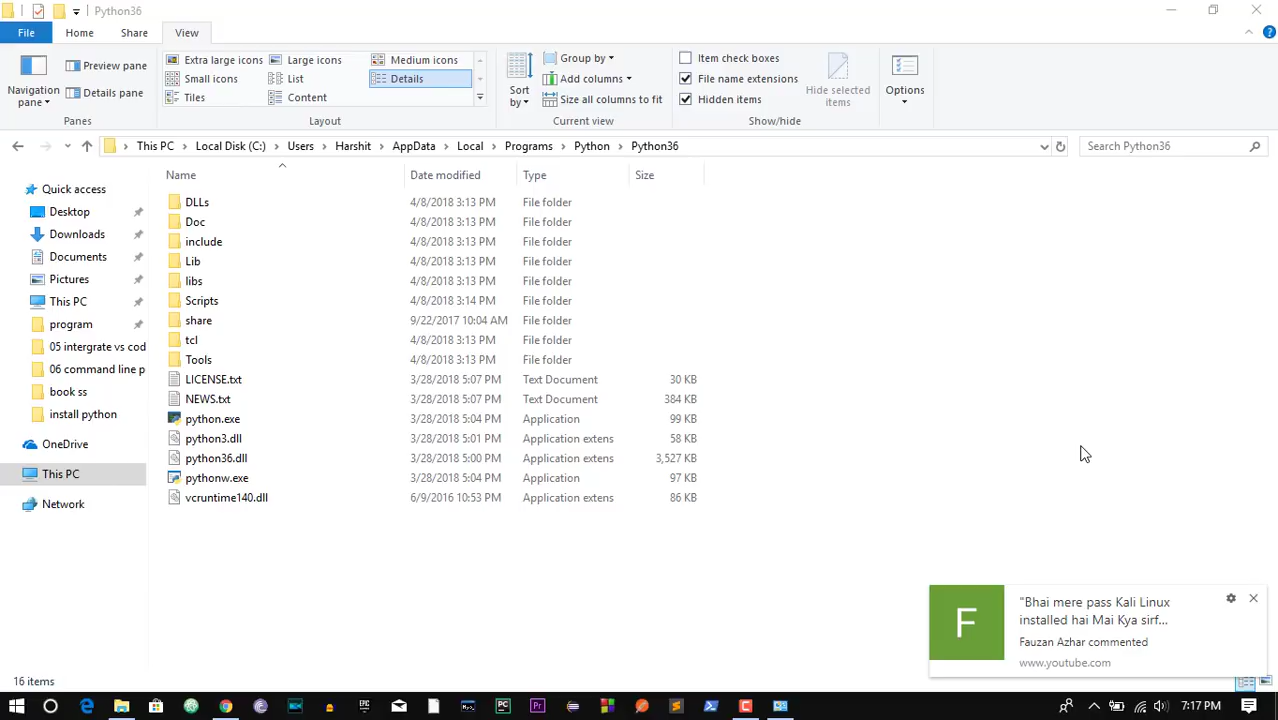 Python36
File Home Share View
Navigation pane
Preview pane
Details pane
Panes
Extra large icons Large icons Medium icons
Small icons List Details
Tiles Content
Layout
Sort by
Group by
Add columns
Size all columns to fit
Current view
Item check boxes
File name extensions
Hidden items
Hide selected items
Show/hide
Options
This PC Local Disk (C:) Users Harshit AppData Local Programs Python Python36
Search Python36
Quick access
Desktop
Downloads
Documents
Pictures
This PC
program
05 intergrate vs cod
06 command line p
book ss
install python
OneDrive
This PC
Network
Name Date modified Type Size
DLLs 4/8/2018 3:13 PM File folder
Doc 4/8/2018 3:13 PM File folder
include 4/8/2018 3:13 PM File folder
Lib 4/8/2018 3:13 PM File folder
libs 4/8/2018 3:13 PM File folder
Scripts 4/8/2018 3:14 PM File folder
share 9/22/2017 10:04 AM File folder
tcl 4/8/2018 3:13 PM File folder
Tools 4/8/2018 3:13 PM File folder
LICENSE.txt 3/28/2018 5:07 PM Text Document 30 KB
NEWS.txt 3/28/2018 5:07 PM Text Document 384 KB
python.exe 3/28/2018 5:04 PM Application 99 KB
python3.dll 3/28/2018 5:01 PM Application extens 58 KB
python36.dll 3/28/2018 5:00 PM Application extens 3,527 KB
pythonw.exe 3/28/2018 5:04 PM Application 97 KB
vcruntime140.dll 6/9/2016 10:53 PM Application extens 86 KB
F
"Bhai mere pass Kali Linux
installed hai Mai Kya sirf...
Fauzan Azhar commented
www.youtube.com
16 items
7:17 PM